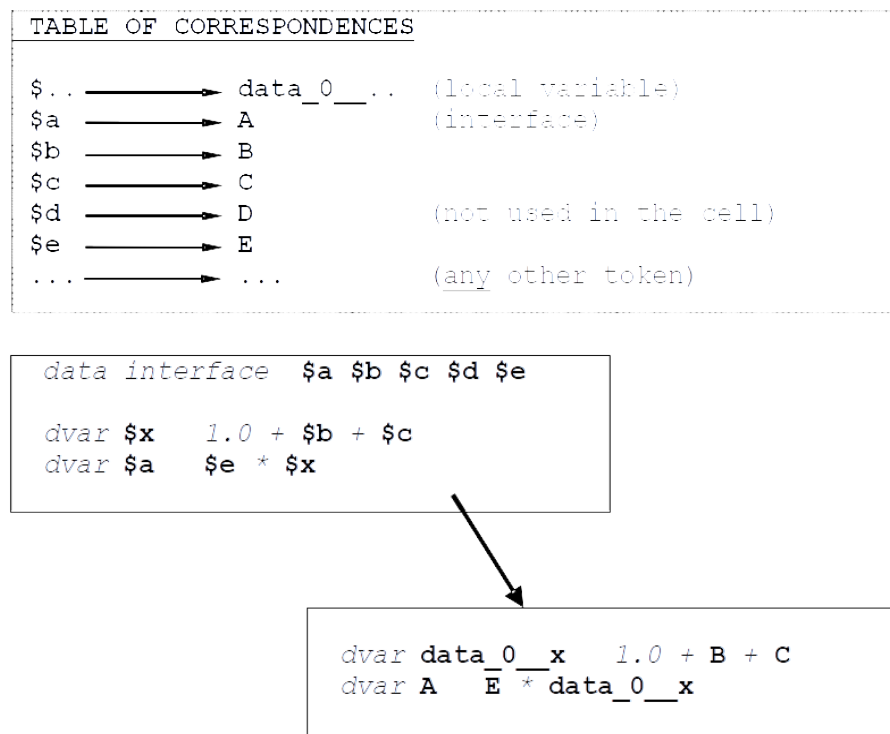 TABLE OF CORRESPONDENCES
$.. data_0__.. (local variable)
$a A (interface)
$b B
$c C
$d D (not used in the cell)
$e E
... ... (any other token)
data interface $a $b $c $d $e
dvar $x 1.0 + $b + $c
dvar $a $e * $x
dvar data_0__x 1.0 + B + C
dvar A E * data_0__x